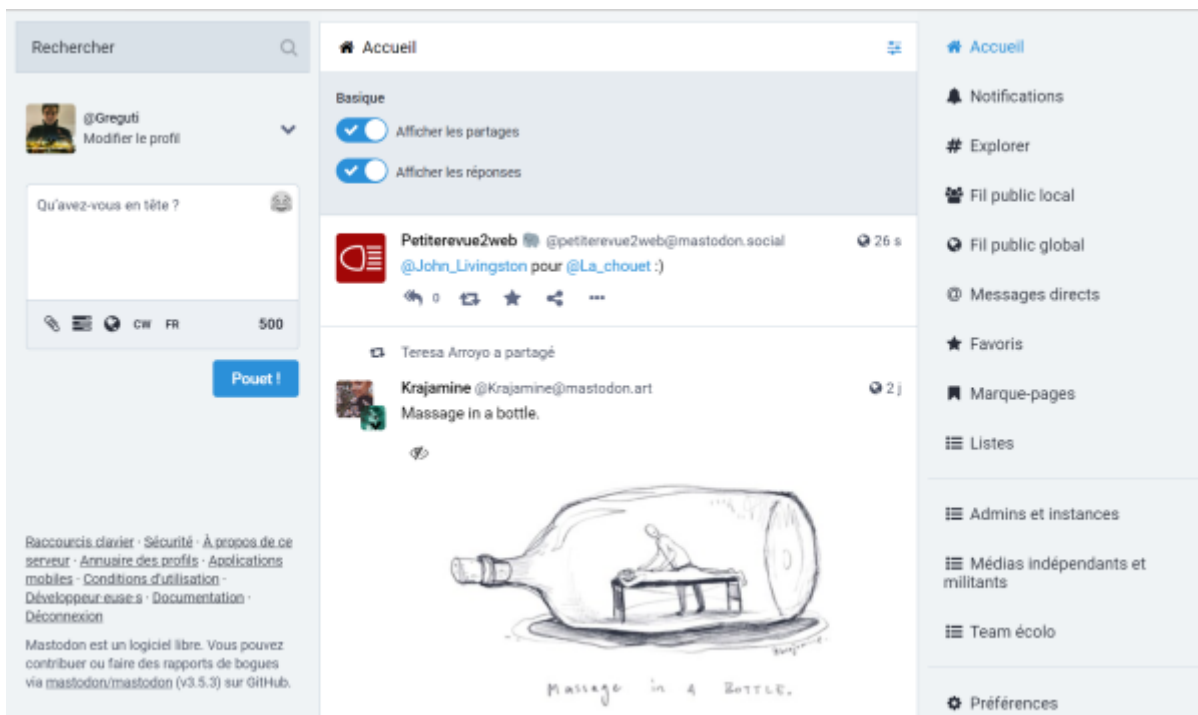 Rechercher
@Greguti
Modifier le profil
Qu'avez-vous en tête ?
CW FR 500
Pouet !
Raccourcis clavier · Sécurité · À propos de ce
serveur · Annuaire des profils · Applications
mobiles · Conditions d'utilisation ·
Développeur·euse·s · Documentation ·
Déconnexion
Mastodon est un logiciel libre. Vous pouvez
contribuer ou faire des rapports de bogues
via mastodon/mastodon (v3.5.3) sur GitHub.
Accueil
Basique
Afficher les partages
Afficher les réponses
Petiterevue2web @petiterevue2web@mastodon.social 26 s
@John_Livingston pour @La_chouet :)
0
Teresa Arroyo a partagé
Krajamine @Krajamine@mastodon.art 2 j
Massage in a bottle.
Massage in a BOTTLE.
Accueil
Notifications
# Explorer
Fil public local
Fil public global
@ Messages directs
Favoris
Marque-pages
Listes
Admins et instances
Médias indépendants et
militants
Team écolo
Préférences